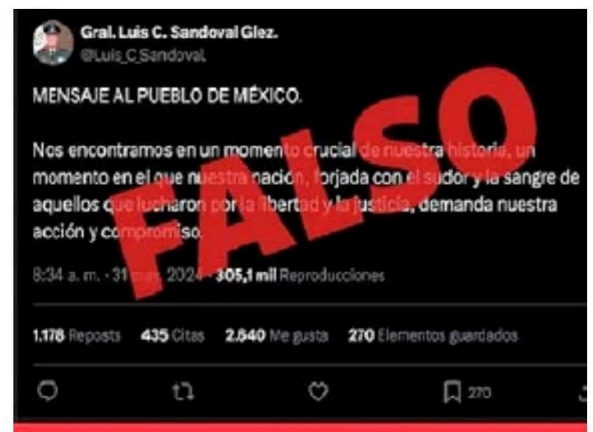 Gral. Luis C. Sandoval Glez.
@Luis_C_Sandoval
MENSAJE AL PUEBLO DE MÉXICO.
Nos encontramos en un momento crucial de nuestra historia, un
momento en el que nuestra nación, forjada con el sudor y la sangre de
aquellos que lucharon por la libertad y la justicia, demanda nuestra
acción y compromiso.
FALSO
8:34 a. m. · 31 may. 2024 · 305,1 mil Reproducciones
1.178 Reposts 435 Citas 2.640 Me gusta 270 Elementos guardados
270